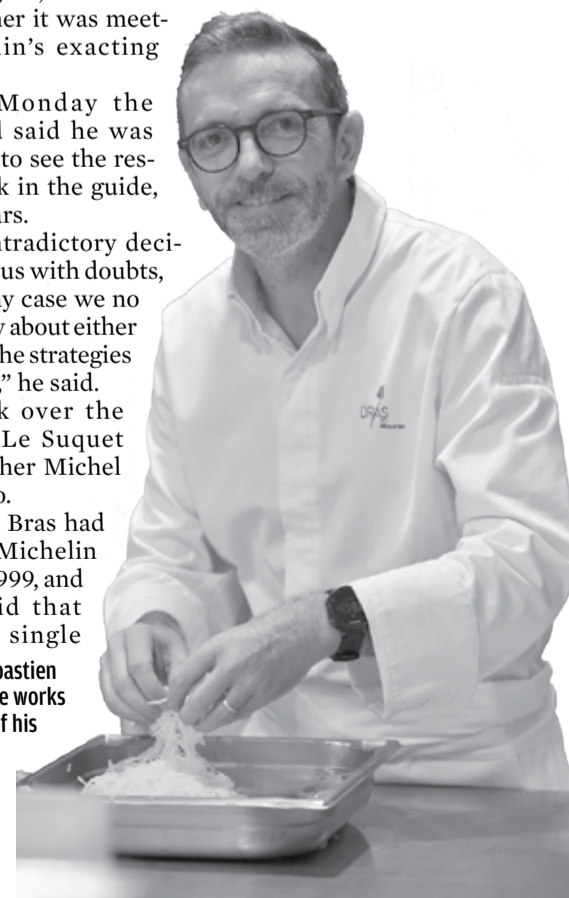 her it was meet-
lin’s exacting
Monday the
d said he was
to see the res-
k in the guide,
ars.
ntradictory deci-
us with doubts,
ny case we no
y about either
he strategies
,” he said.
k over the
Le Suquet
her Michel
o.
Bras had
Michelin
999, and
id that
single
bastien
e works
f his
BRAS